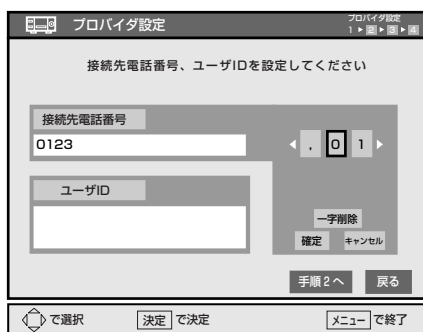 プロバイダ設定
プロバイダ設定
1 ▶ 2 ▶ 3 ▶ 4
接続先電話番号、ユーザIDを設定してください
接続先電話番号
0123
◀ , 0 1 ▶
ユーザID
一字削除
確定 キャンセル
手順2へ 戻る
で選択 決定 で決定 メニュー で終了